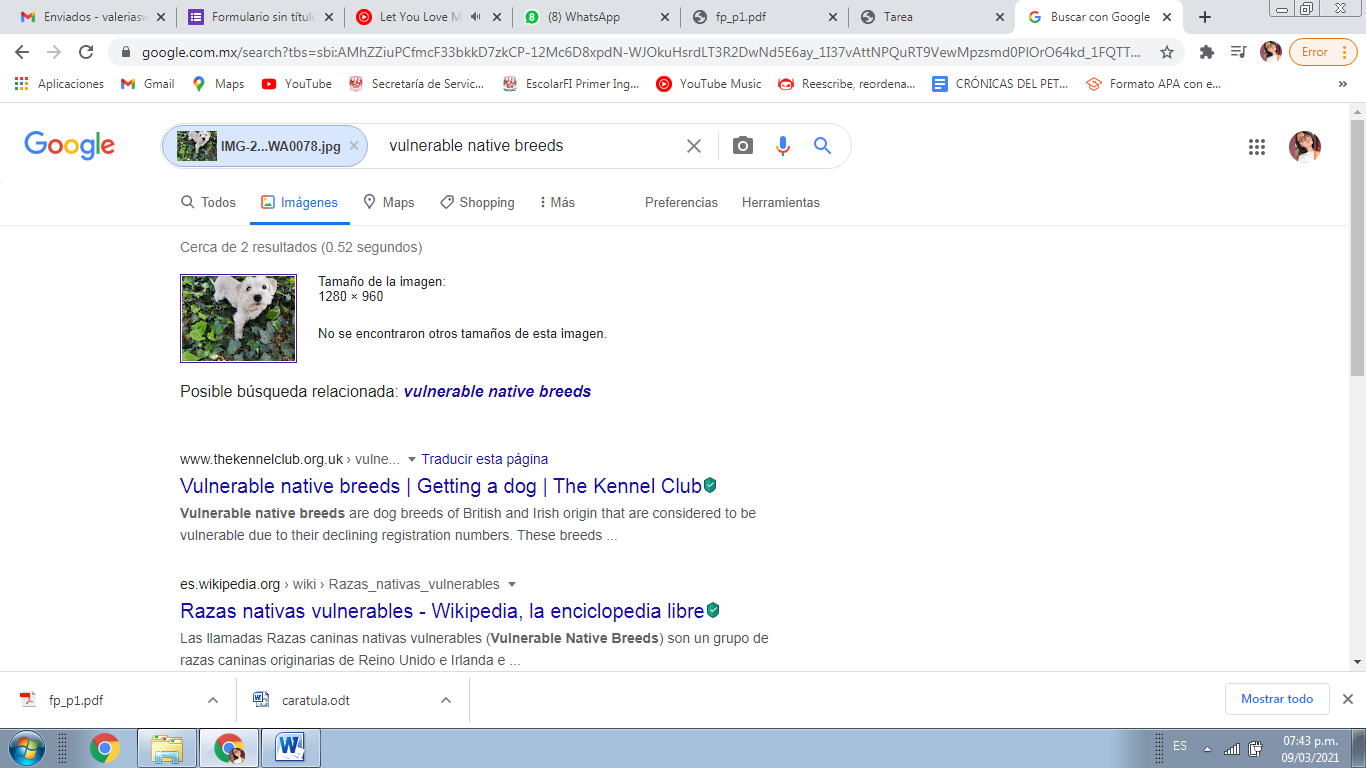 Enviados - valeriasw
Formulario sin título
Let You Love M
(8) WhatsApp
fp_p1.pdf
Tarea
Buscar con Google
google.com.mx/search?tbs=sbi:AMhZZiuPCfmcF33bkkD7zkCP-12Mc6D8xpdN-WJOkuHsrdLT3R2DwNd5E6ay_1I37vAttNPQuRT9VewMpzsmd0PlOrO64kd_1FQTT...
Error
Aplicaciones
Gmail
Maps
YouTube
Secretaría de Servic...
EscolarFI Primer Ing...
YouTube Music
Reescribe, reordena...
CRÓNICAS DEL PET...
Formato APA con e...
»
Google
IMG-2...WA0078.jpg
vulnerable native breeds
Todos
Imágenes
Maps
Shopping
Más
Preferencias
Herramientas
Cerca de 2 resultados (0.52 segundos)
Tamaño de la imagen:
1280 × 960
No se encontraron otros tamaños de esta imagen.
Posible búsqueda relacionada: vulnerable native breeds
www.thekennelclub.org.uk › vulne... Traducir esta página
Vulnerable native breeds | Getting a dog | The Kennel Club
Vulnerable native breeds are dog breeds of British and Irish origin that are considered to be
vulnerable due to their declining registration numbers. These breeds ...
es.wikipedia.org › wiki › Razas_nativas_vulnerables
Razas nativas vulnerables - Wikipedia, la enciclopedia libre
Las llamadas Razas caninas nativas vulnerables (Vulnerable Native Breeds) son un grupo de
razas caninas originarias de Reino Unido e Irlanda e ...
fp_p1.pdf
caratula.odt
Mostrar todo
ES
07:43 p.m.
09/03/2021